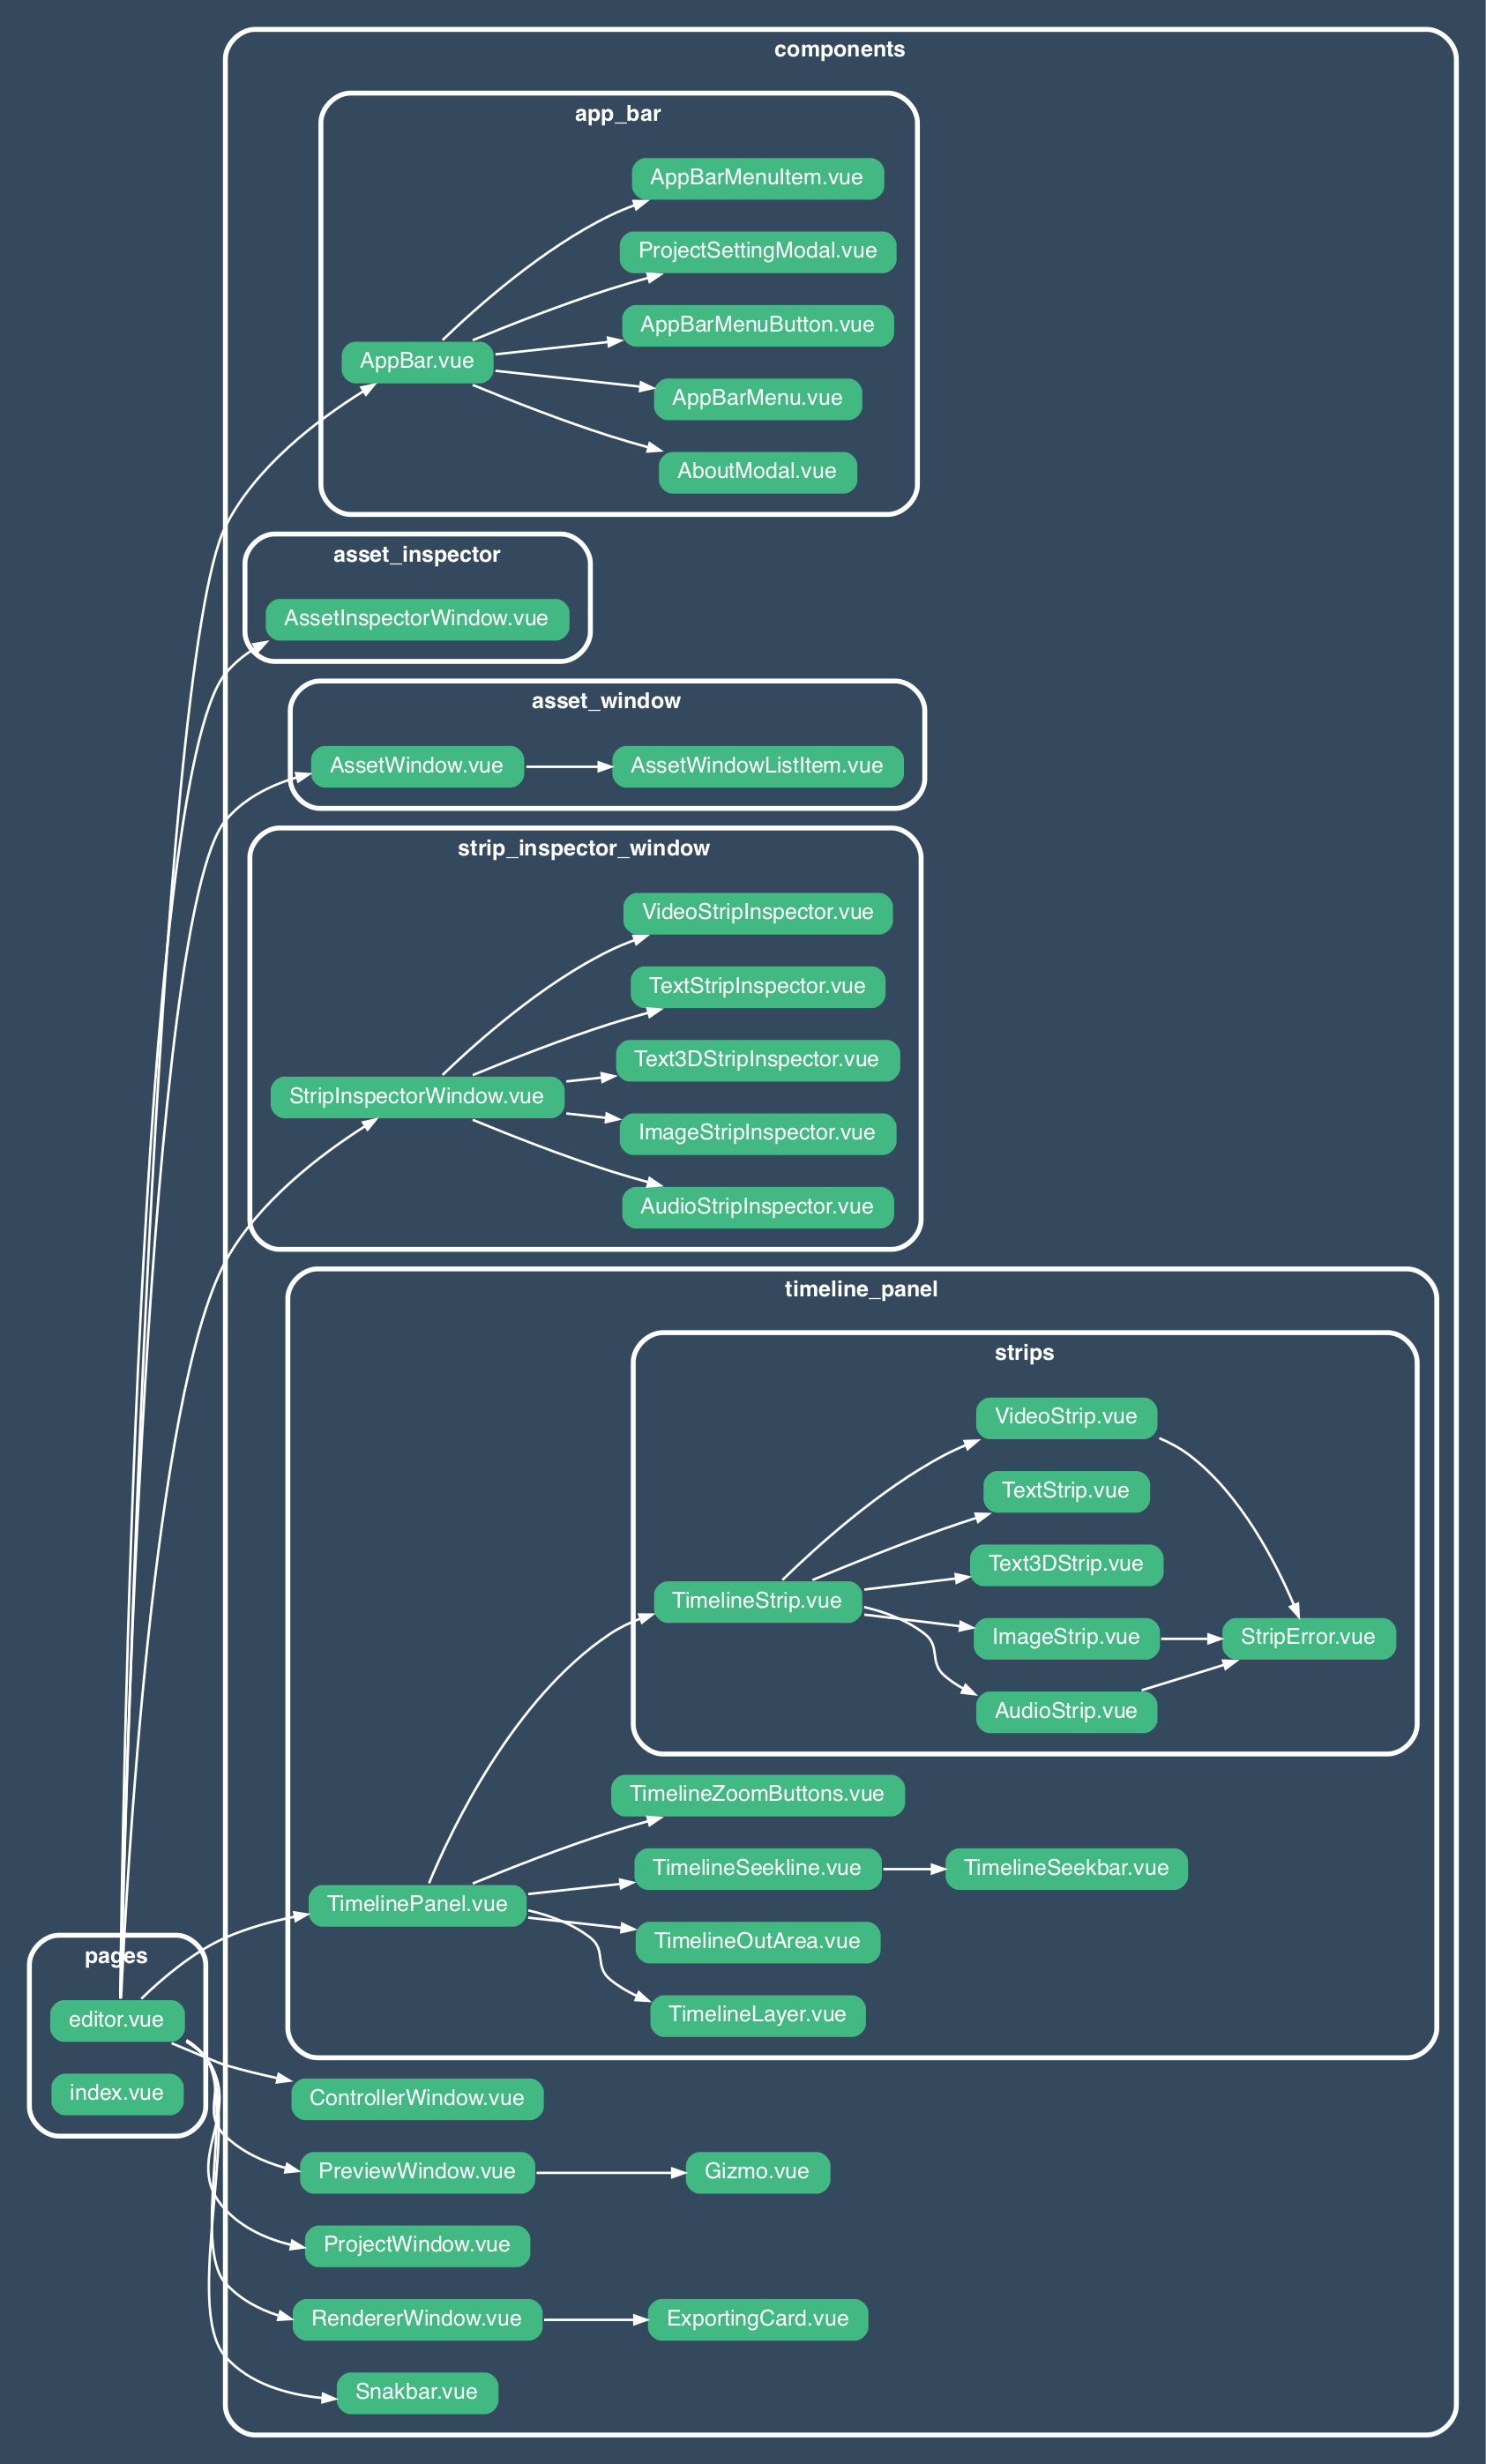 components
app_bar
AppBarMenuItem.vue
ProjectSettingModal.vue
AppBarMenuButton.vue
AppBar.vue
AppBarMenu.vue
AboutModal.vue
asset_inspector
AssetInspectorWindow.vue
asset_window
AssetWindow.vue
AssetWindowListItem.vue
strip_inspector_window
VideoStripInspector.vue
TextStripInspector.vue
Text3DStripInspector.vue
StripInspectorWindow.vue
ImageStripInspector.vue
AudioStripInspector.vue
timeline_panel
strips
VideoStrip.vue
TextStrip.vue
Text3DStrip.vue
TimelineStrip.vue
ImageStrip.vue
StripError.vue
AudioStrip.vue
TimelineZoomButtons.vue
TimelineSeekline.vue
TimelineSeekbar.vue
TimelinePanel.vue
TimelineOutArea.vue
TimelineLayer.vue
pages
editor.vue
index.vue
ControllerWindow.vue
PreviewWindow.vue
Gizmo.vue
ProjectWindow.vue
RendererWindow.vue
ExportingCard.vue
Snakbar.vue